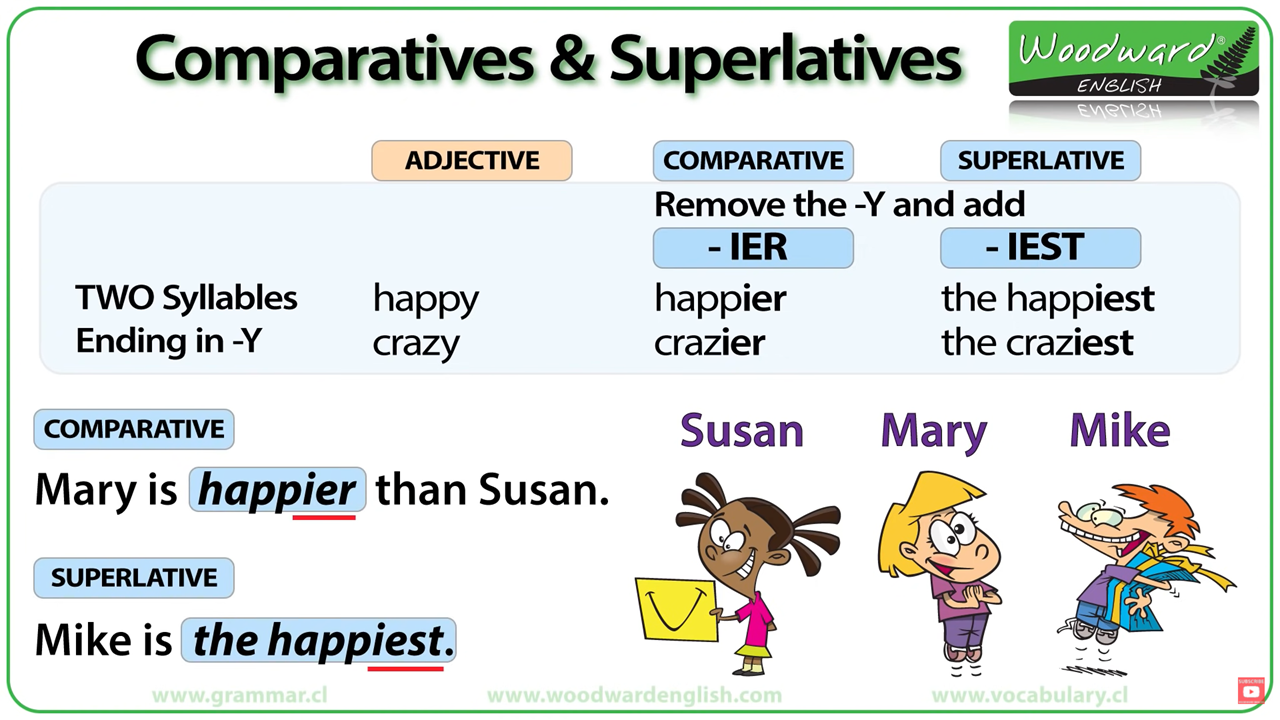 Comparatives & Superlatives
Woodward®
ENGLISH
ADJECTIVE COMPARATIVE SUPERLATIVE
Remove the -Y and add
- IER - IEST
TWO Syllables happy happier the happiest
Ending in -Y crazy crazier the craziest
COMPARATIVE
Mary is happier than Susan.
SUPERLATIVE
Mike is the happiest.
Susan Mary Mike
www.grammar.cl www.woodwardenglish.com www.vocabulary.cl
SUBSCRIBE